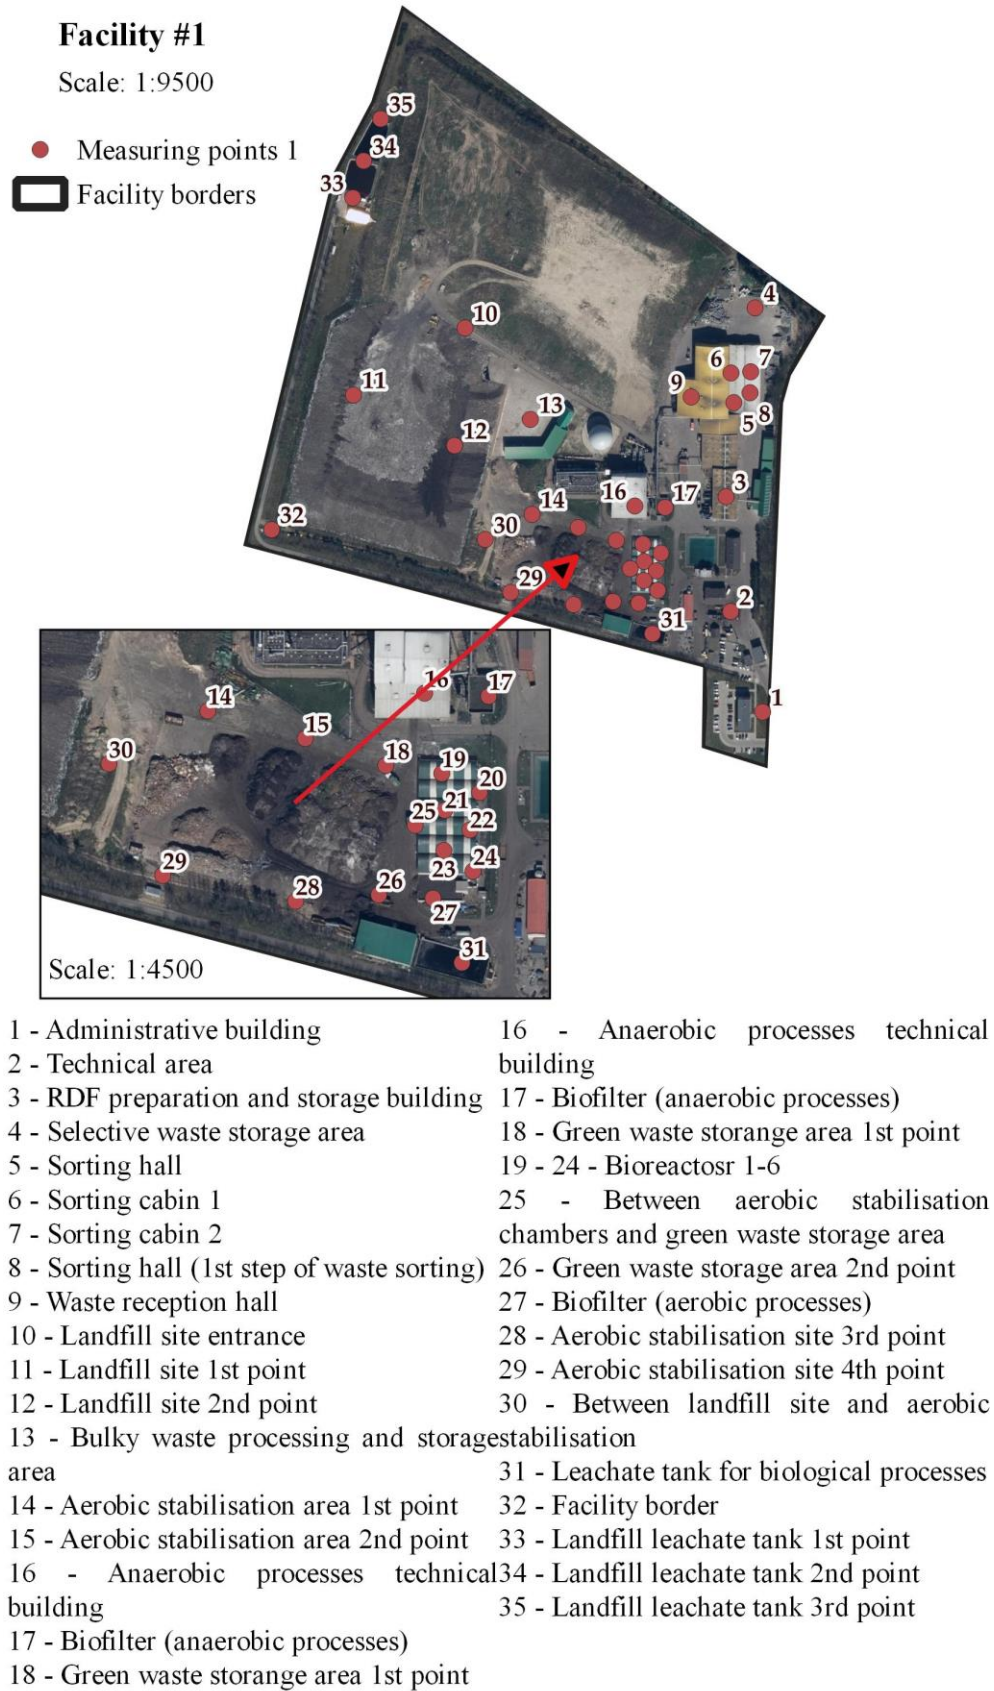 Facility #1
Scale: 1:9500
Measuring points 1
Facility borders
35
34
33
4
10
6
7
11
9
13
5
8
12
3
16
17
14
32
30
29
2
31
1
16
17
14
15
30
18
19
20
21
25
22
23
24
29
28
26
27
31
Scale: 1:4500
1 - Administrative building
2 - Technical area
3 - RDF preparation and storage building
4 - Selective waste storage area
5 - Sorting hall
6 - Sorting cabin 1
7 - Sorting cabin 2
8 - Sorting hall (1st step of waste sorting)
9 - Waste reception hall
10 - Landfill site entrance
11 - Landfill site 1st point
12 - Landfill site 2nd point
13 - Bulky waste processing and storage
area
14 - Aerobic stabilisation area 1st point
15 - Aerobic stabilisation area 2nd point
16 - Anaerobic processes technical
building
17 - Biofilter (anaerobic processes)
18 - Green waste storange area 1st point
16 - Anaerobic processes technical
building
17 - Biofilter (anaerobic processes)
18 - Green waste storange area 1st point
19 - 24 - Bioreactosr 1-6
25 - Between aerobic stabilisation
chambers and green waste storage area
26 - Green waste storage area 2nd point
27 - Biofilter (aerobic processes)
28 - Aerobic stabilisation site 3rd point
29 - Aerobic stabilisation site 4th point
30 - Between landfill site and aerobic
stabilisation
31 - Leachate tank for biological processes
32 - Facility border
33 - Landfill leachate tank 1st point
34 - Landfill leachate tank 2nd point
35 - Landfill leachate tank 3rd point